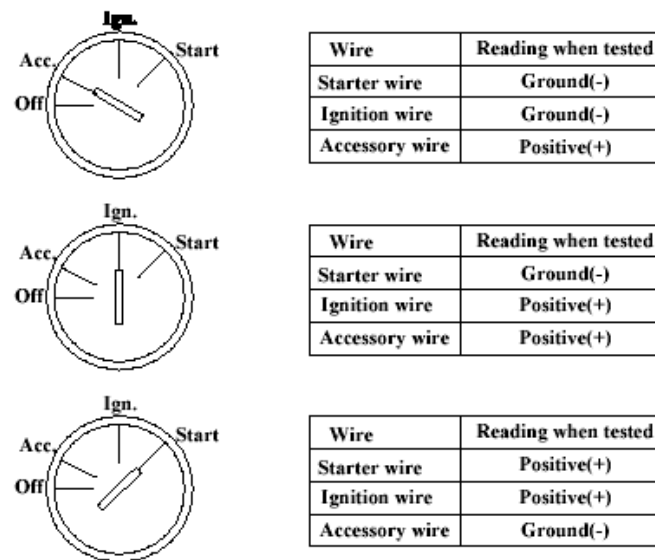 Ign.
Start
Acc.
Off
Wire Reading when tested
Starter wire Ground(-)
Ignition wire Ground(-)
Accessory wire Positive(+)
Ign.
Start
Acc.
Off
Wire Reading when tested
Starter wire Ground(-)
Ignition wire Positive(+)
Accessory wire Positive(+)
Ign.
Start
Acc.
Off
Wire Reading when tested
Starter wire Positive(+)
Ignition wire Positive(+)
Accessory wire Ground(-)